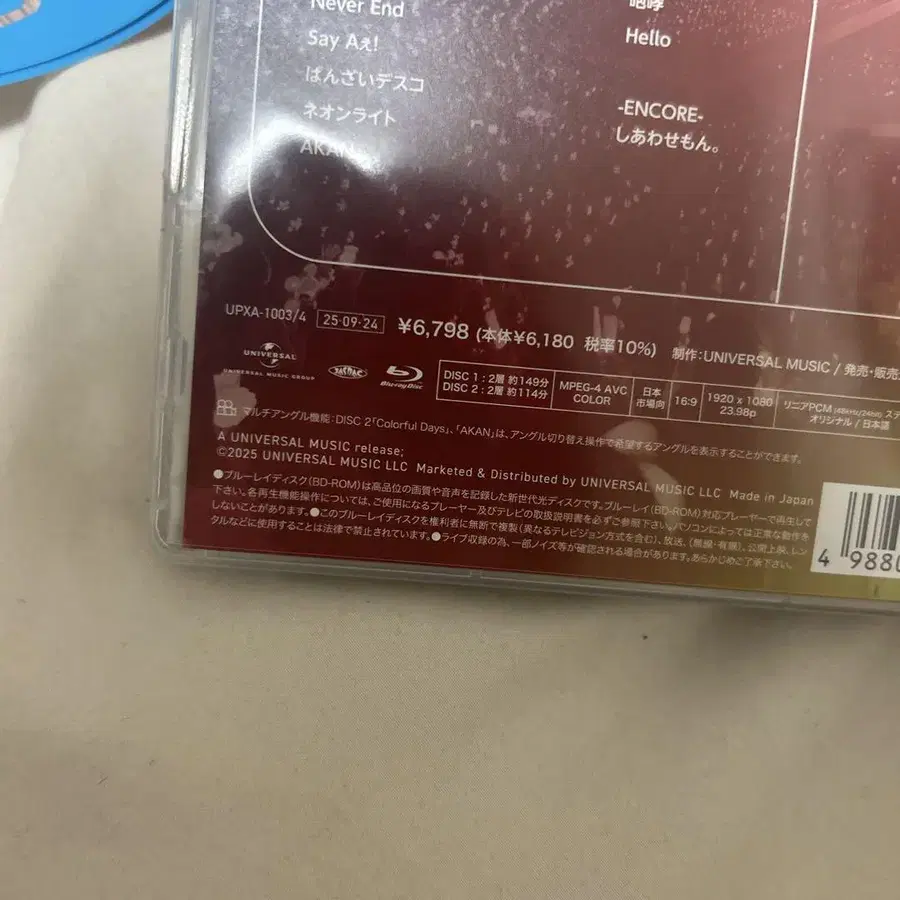 Never End
Say Aぇ!
ばんざいデスコ
ネオンライト
AKAN
咆哮
Hello
-ENCORE-
しあわせもん。
UPXA-1003/4 25・09・24 ¥6,798 (本体¥6,180 税率10%) 制作:UNIVERSAL MUSIC / 発売・販売
UNIVERSAL
UNIVERSAL MUSIC GROUP
Blu-ray Disc
DISC 1:2層 約149分
DISC 2:2層 約114分
MPEG-4 AVC
COLOR
日本
市場向
16:9
1920 x 1080
23.98p
リニアPCM (48kHz/24bit) ステ
オリジナル / 日本語
マルチアングル機能:DISC 2「Colorful Days」、「AKAN」は、アングル切り替え操作で希望するアングルを表示することができます。
A UNIVERSAL MUSIC release;
©2025 UNIVERSAL MUSIC LLC Marketed & Distributed by UNIVERSAL MUSIC LLC Made in Japan
●ブルーレイディスク(BD-ROM)は高品位の画質や音声を記録した新世代光ディスクです。ブルーレイ(BD-ROM)対応プレーヤーで再生して
下さい。各再生機能操作については、ご使用になるプレーヤー及びテレビの取扱説明書を必ずご参照下さい。パソコンによっては正常な動作を
しないことがあります。●このブルーレイディスクを権利者に無断で複製(異なるテレビジョン方式を含む)、放送、(無線・有線)、公開上映、レン
タルなどに使用することは法律で禁止されています。●ライブ収録の為、一部ノイズ等が確認される場合があります。あらかじめご了承下さい。
4 9880